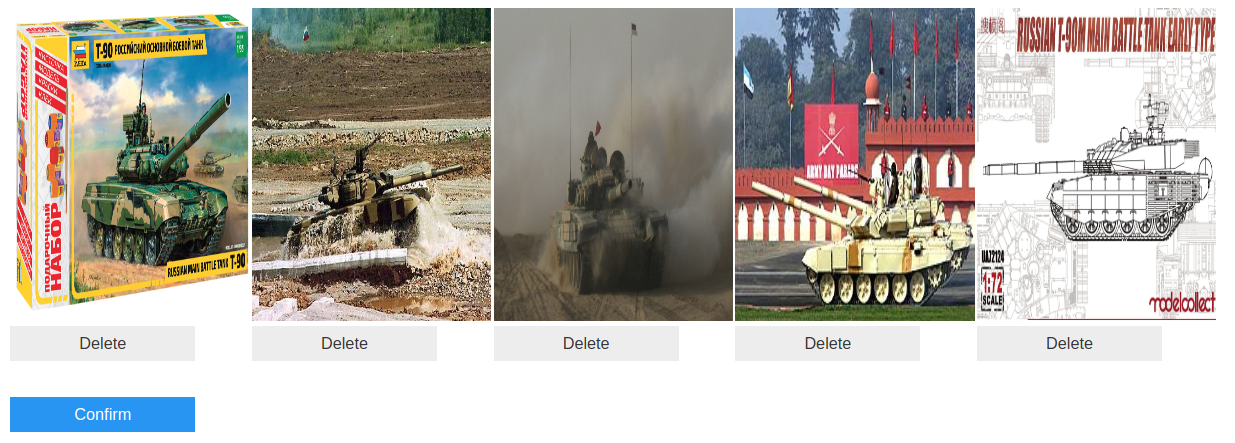 ZVEZDA
T-90 РОССИЙСКИЙ ОСНОВНОЙ БОЕВОЙ ТАНК
ПОДАРОЧНЫЙ
НАБОР
RUSSIAN MAIN BATTLE TANK T-90
ARMY DAY PARADE
RUSSIAN T-90M MAIN BATTLE TANK EARLY TYPE
UA72124
1:72
SCALE
modelcollect
Delete
Delete
Delete
Delete
Delete
Confirm